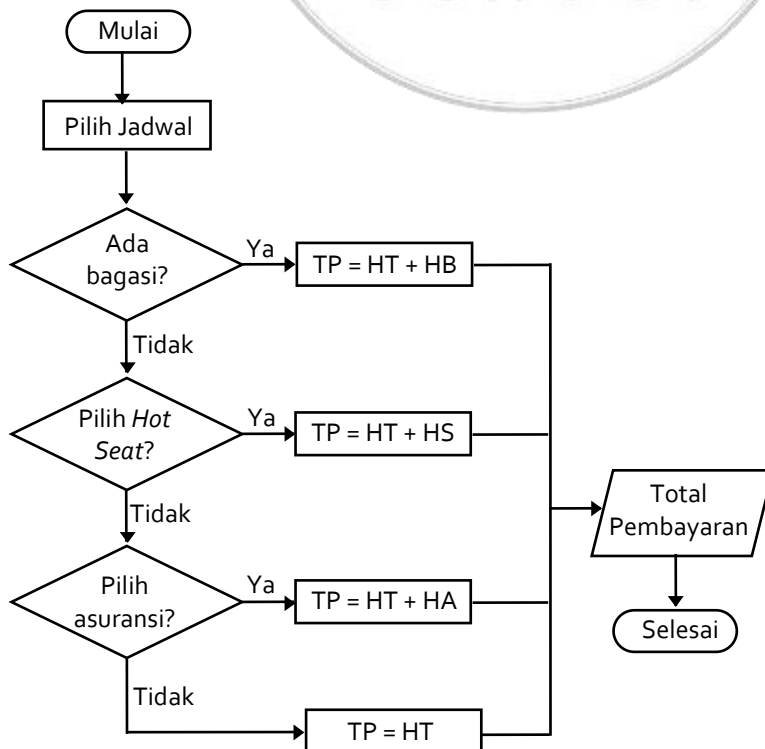 Mulai
Pilih Jadwal
Ada
bagasi?
Ya
TP = HT + HB
Tidak
Pilih Hot
Seat?
Ya
TP = HT + HS
Tidak
Pilih
asuransi?
Ya
TP = HT + HA
Tidak
TP = HT
Total
Pembayaran
Selesai